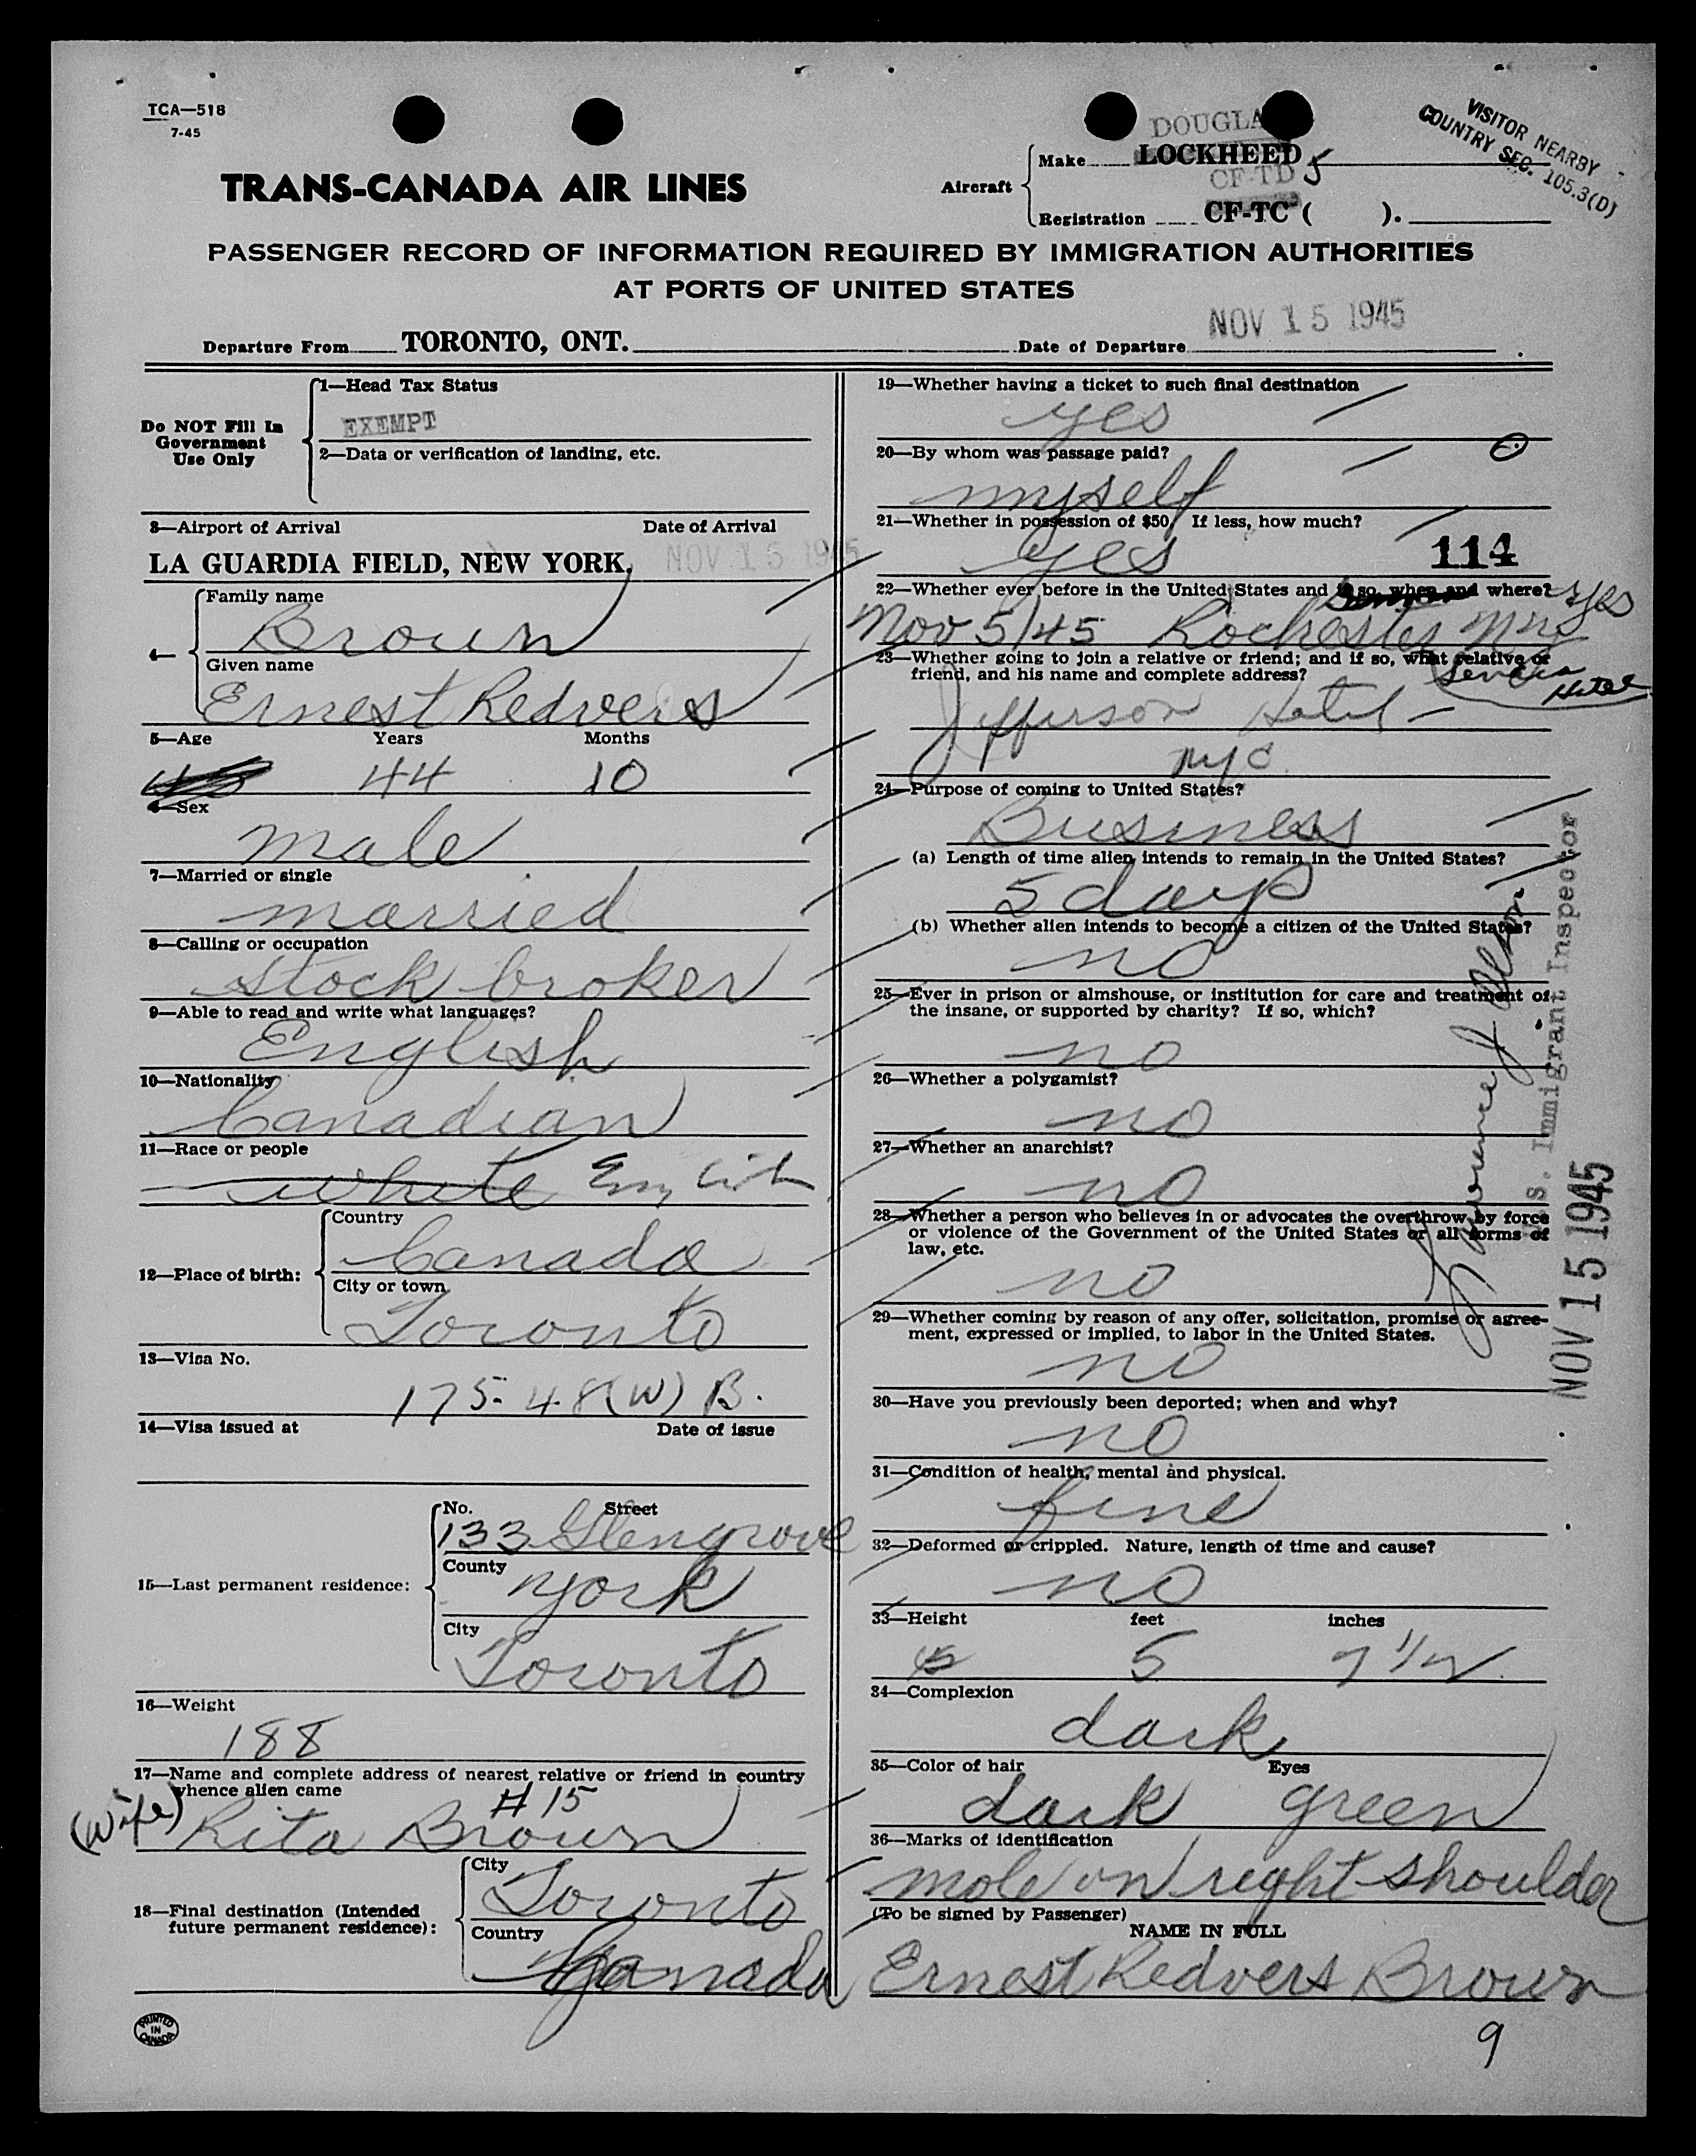 TCA—518
7-45
VISITOR NEARBY
COUNTRY SEC. 105.3(D)
DOUGLA
Make LOCKHEED
CF-TD 5
Aircraft
Registration CF-TC ( ).
TRANS-CANADA AIR LINES
PASSENGER RECORD OF INFORMATION REQUIRED BY IMMIGRATION AUTHORITIES
AT PORTS OF UNITED STATES
Departure From TORONTO, ONT. Date of Departure NOV 15 1945
Do NOT Fill In
Government
Use Only
1—Head Tax Status
EXEMPT
2—Data or verification of landing, etc.
3—Airport of Arrival Date of Arrival
LA GUARDIA FIELD, NEW YORK, NOV 15 1945
4—
Family name
Brown
Given name
Ernest Redvers
5—Age Years Months
44 10
6—Sex
male
7—Married or single
married
8—Calling or occupation
stock broker
9—Able to read and write what languages?
English
10—Nationality
Canadian
11—Race or people
white English
12—Place of birth:
Country
Canada
City or town
Toronto
13—Visa No.
175-48(W) B.
14—Visa issued at Date of issue
15—Last permanent residence:
No. Street
133 Glengrove
County
York
City
Toronto
16—Weight
188
17—Name and complete address of nearest relative or friend in country
whence alien came
# 15
(Wife) Rita Brown
18—Final destination (Intended
future permanent residence):
City
Toronto
Country
Canada
PRINTED
IN
CANADA
19—Whether having a ticket to such final destination
yes
20—By whom was passage paid?
myself
21—Whether in possession of $50. If less, how much?
yes
114
22—Whether ever before in the United States and if so, when and where? yes
Nov 5/45 Rochester
23—Whether going to join a relative or friend; and if so, what relative or
friend, and his name and complete address?
Seneca
Hotel
Jefferson Hotel —
NYC
24—Purpose of coming to United States?
Business
(a) Length of time alien intends to remain in the United States?
5 days
(b) Whether alien intends to become a citizen of the United States?
no
25—Ever in prison or almshouse, or institution for care and treatment of
the insane, or supported by charity? If so, which?
no
26—Whether a polygamist?
no
27—Whether an anarchist?
no
28—Whether a person who believes in or advocates the overthrow by force
or violence of the Government of the United States or all forms of
law, etc.
no
29—Whether coming by reason of any offer, solicitation, promise or agree-
ment, expressed or implied, to labor in the United States.
no
30—Have you previously been deported; when and why?
no
31—Condition of health, mental and physical.
fine
32—Deformed or crippled. Nature, length of time and cause?
no
33—Height feet inches
5 7 1/2
34—Complexion
dark
35—Color of hair Eyes
dark green
36—Marks of identification
mole on right shoulder
(To be signed by Passenger)
NAME IN FULL
Ernest Redvers Brown
9
Lawrence J
U.S. Immigrant Inspector
NOV 15 1945